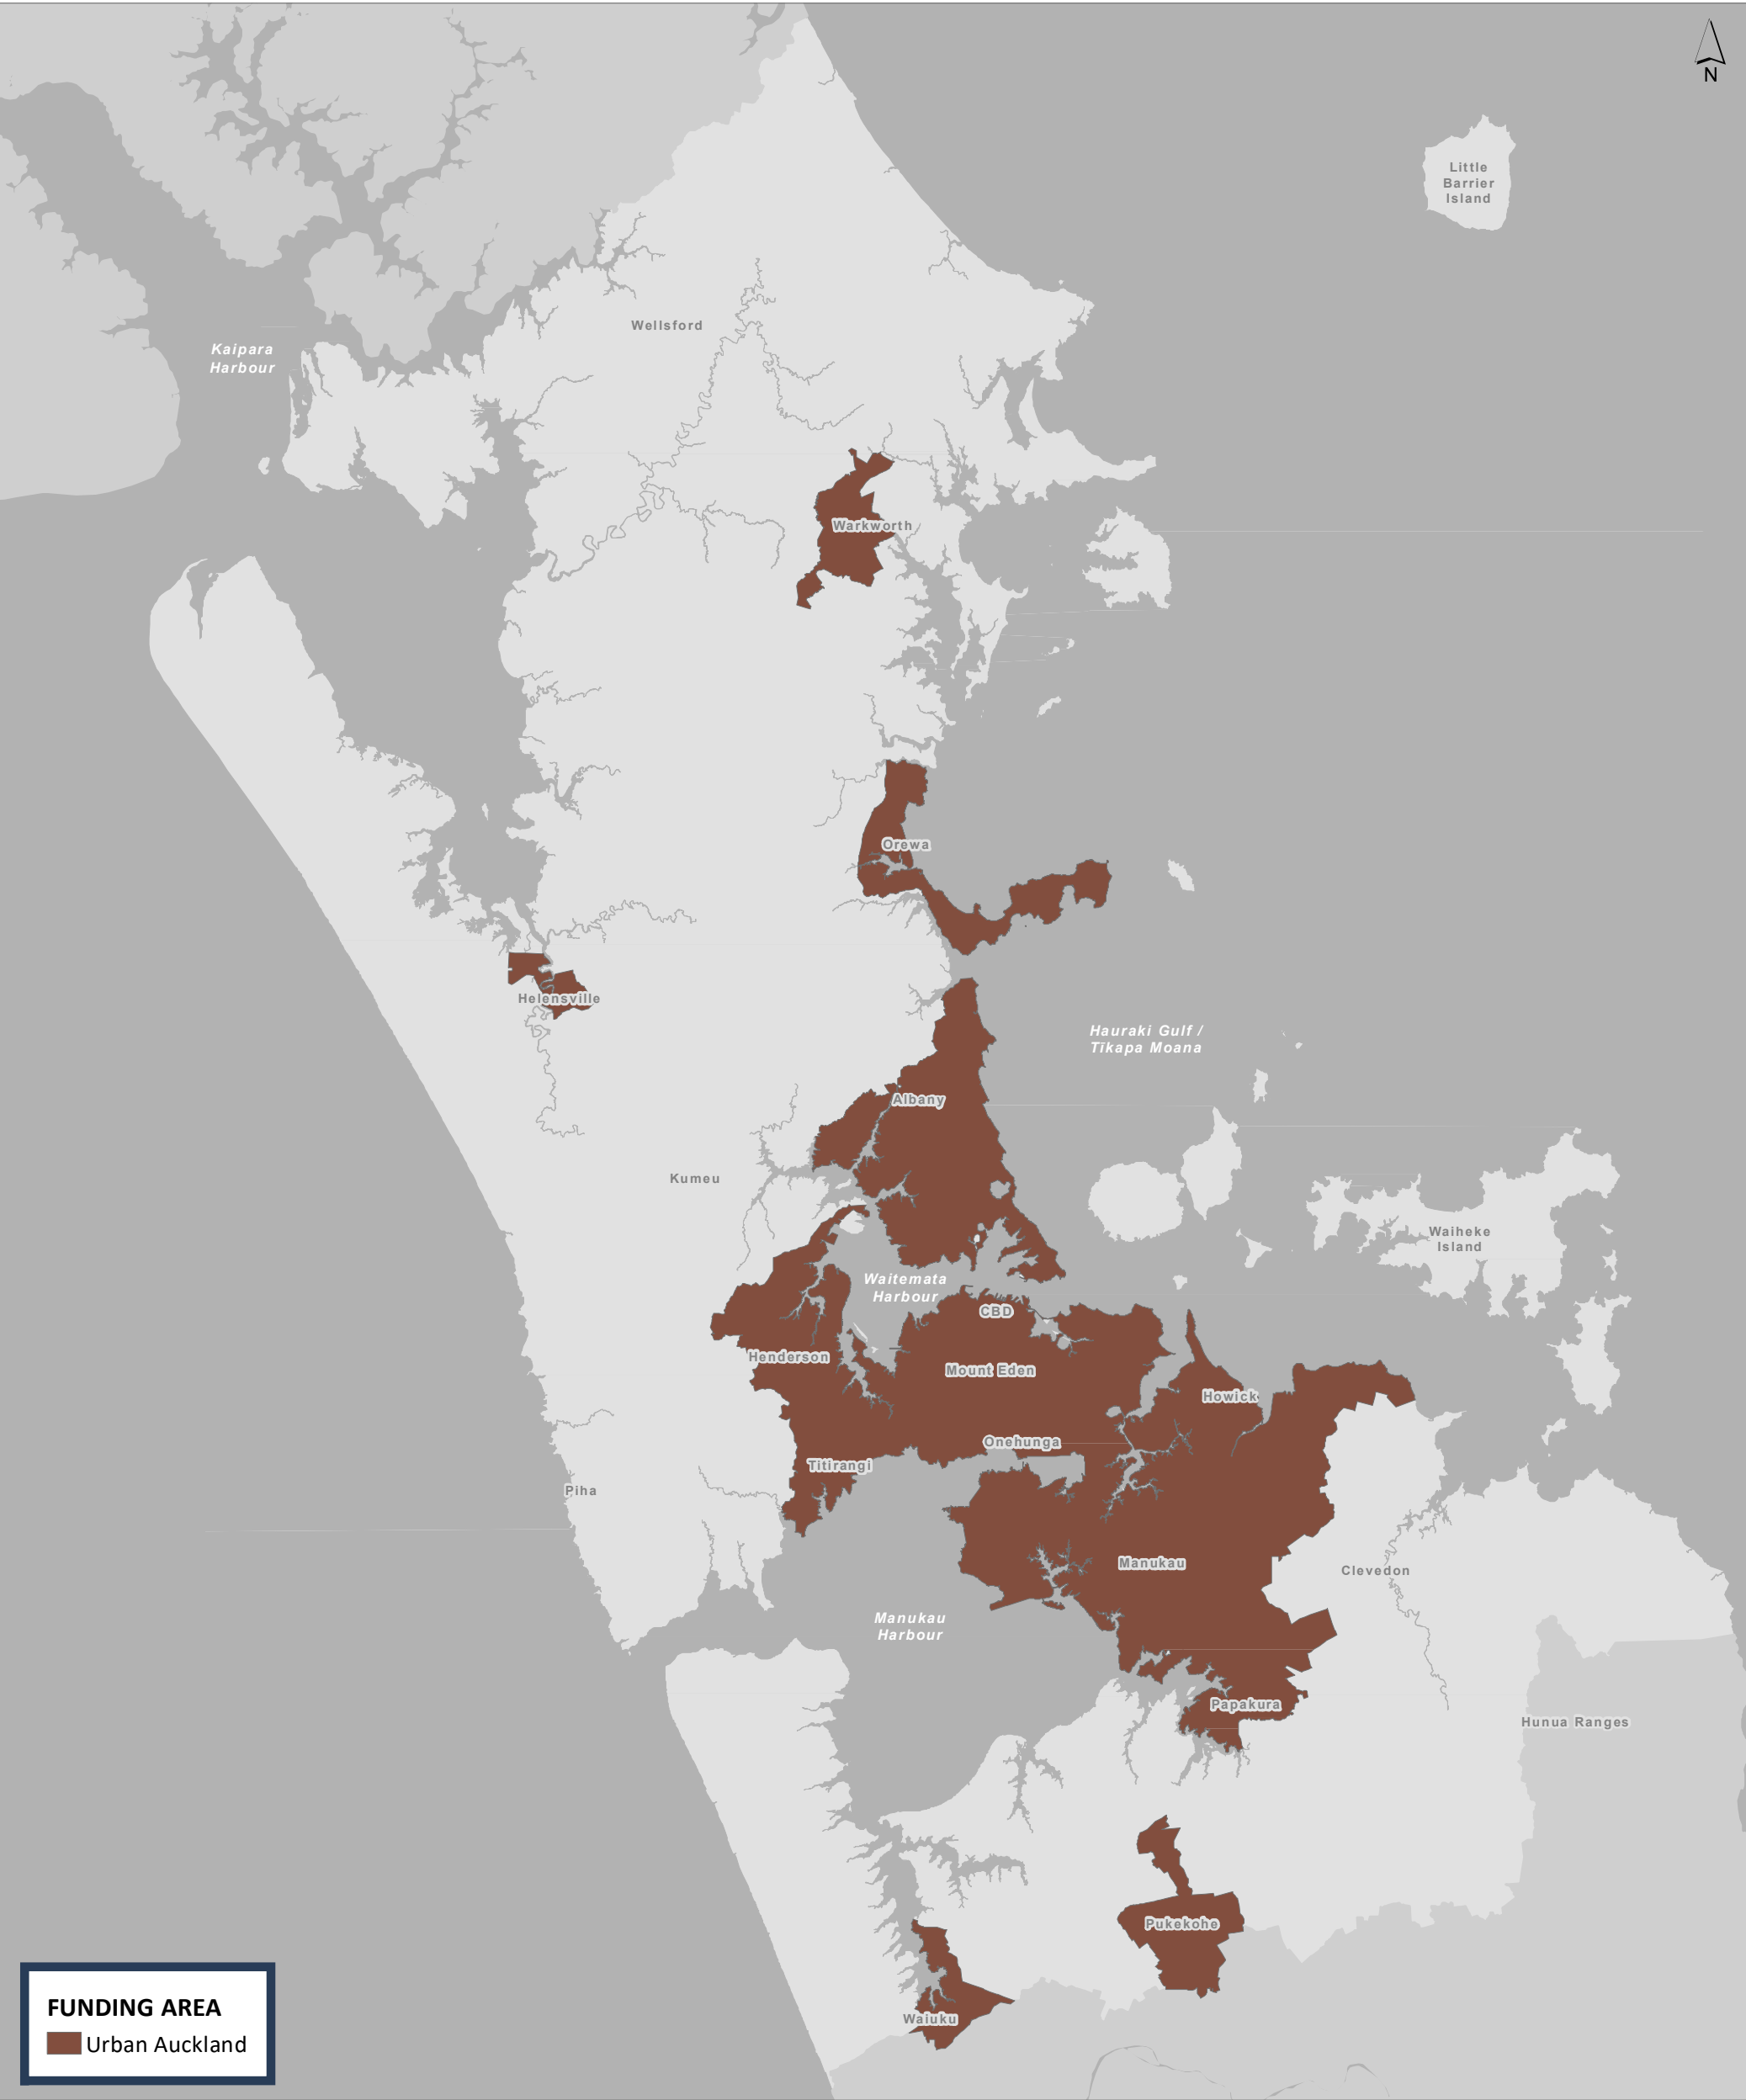 N
Little
Barrier
Island
Wellsford
Kaipara
Harbour
Warkworth
Orewa
Helensville
Hauraki Gulf /
Tīkapa Moana
Albany
Kumeu
Waiheke
Island
Waitemata
Harbour
CBD
Henderson
Mount Eden
Howick
Onehunga
Titirangi
Piha
Manukau
Clevedon
Manukau
Harbour
Papakura
Hunua Ranges
Pukekohe
Waiuku
FUNDING AREA
Urban Auckland